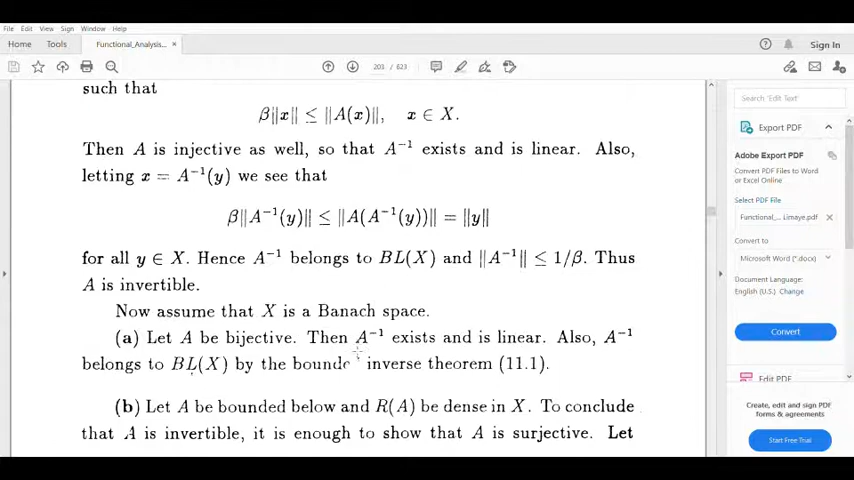 File Edit View Sign Window Help
Home Tools Functional_Analysis... × Sign In
203 / 623
such that
β‖x‖ ≤ ‖A(x)‖, x ∈ X.
Then A is injective as well, so that A⁻¹ exists and is linear. Also,
letting x = A⁻¹(y) we see that
β‖A⁻¹(y)‖ ≤ ‖A(A⁻¹(y))‖ = ‖y‖
for all y ∈ X. Hence A⁻¹ belongs to BL(X) and ‖A⁻¹‖ ≤ 1/β. Thus
A is invertible.
Now assume that X is a Banach space.
(a) Let A be bijective. Then A⁻¹ exists and is linear. Also, A⁻¹
belongs to BL(X) by the bounde inverse theorem (11.1).
(b) Let A be bounded below and R(A) be dense in X. To conclude
that A is invertible, it is enough to show that A is surjective. Let
Search 'Edit Text'
Export PDF
Adobe Export PDF
Convert PDF Files to Word
or Excel Online
Select PDF File
Functional_... Limaye.pdf ×
Convert to
Microsoft Word (*.docx)
Document Language:
English (U.S.) Change
Convert
Edit PDF
Create, edit and sign PDF
forms & agreements
Start Free Trial